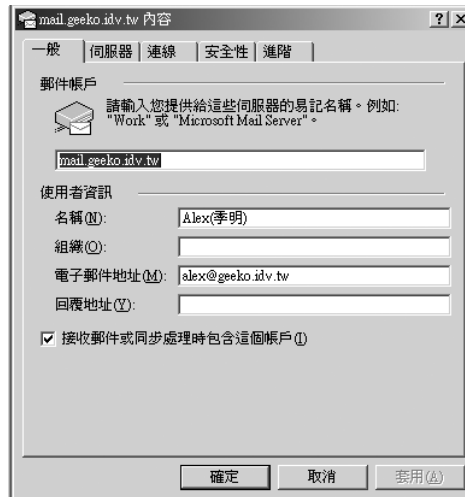 mail.geeko.idv.tw 內容
一般 伺服器 連線 安全性 進階
郵件帳戶
請輸入您提供給這些伺服器的易記名稱。例如:
"Work" 或 "Microsoft Mail Server"。
mail.geeko.idv.tw
使用者資訊
名稱(N): Alex(季明)
組織(O):
電子郵件地址(M): alex@geeko.idv.tw
回覆地址(Y):
接收郵件或同步處理時包含這個帳戶(I)
確定 取消 套用(A)